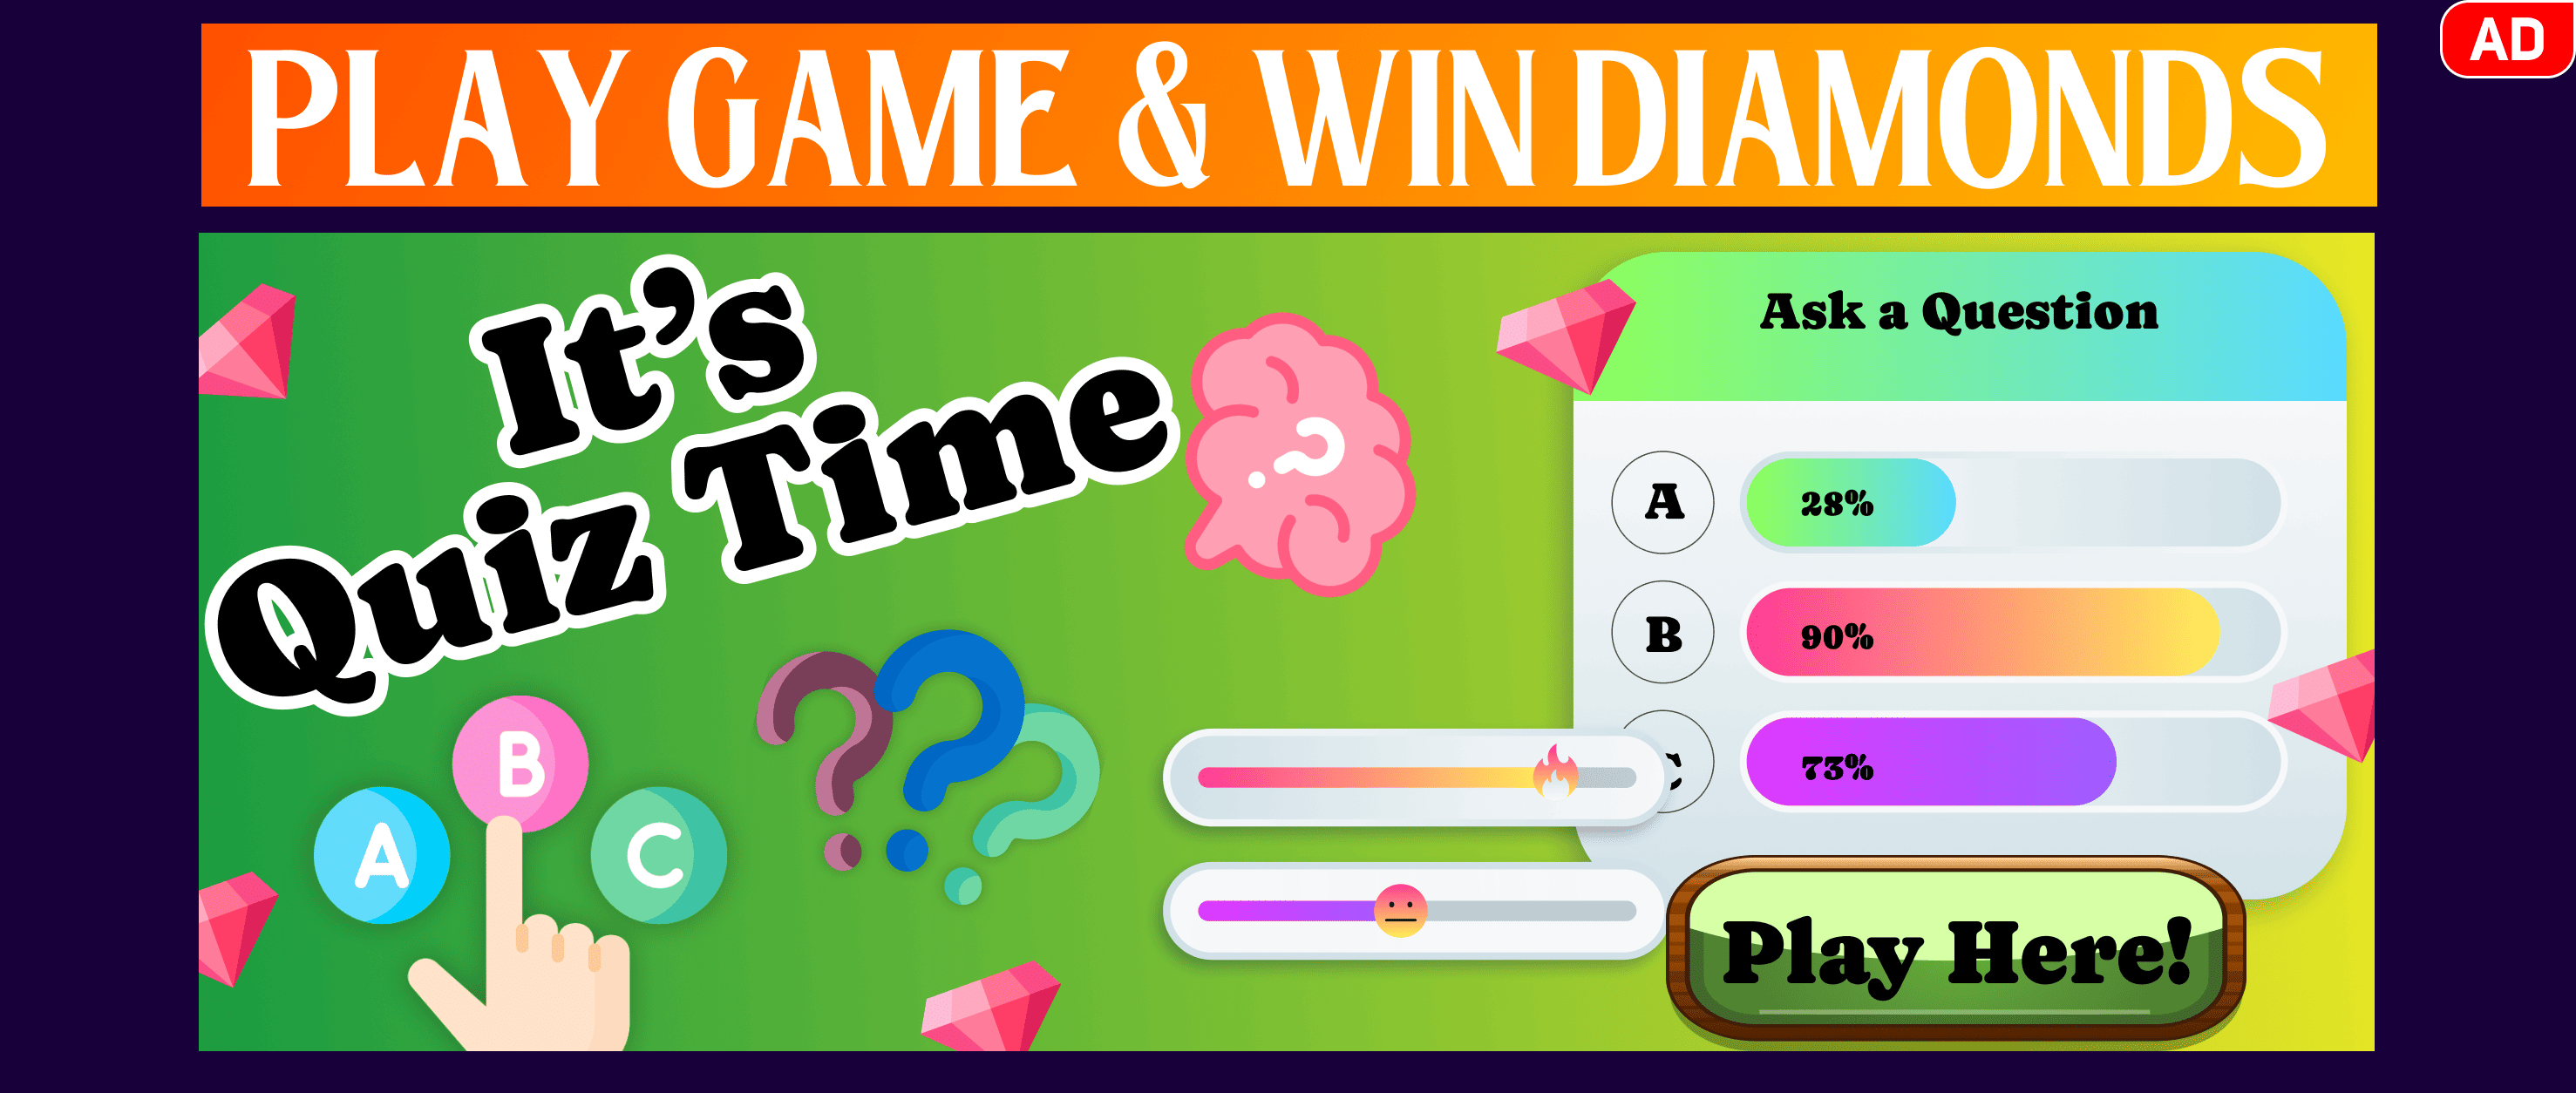 PLAY GAME & WIN DIAMONDS
AD
It's
Quiz Time
?
Ask a Question
A
28%
B
90%
C
73%
B
A
C
???
Play Here!